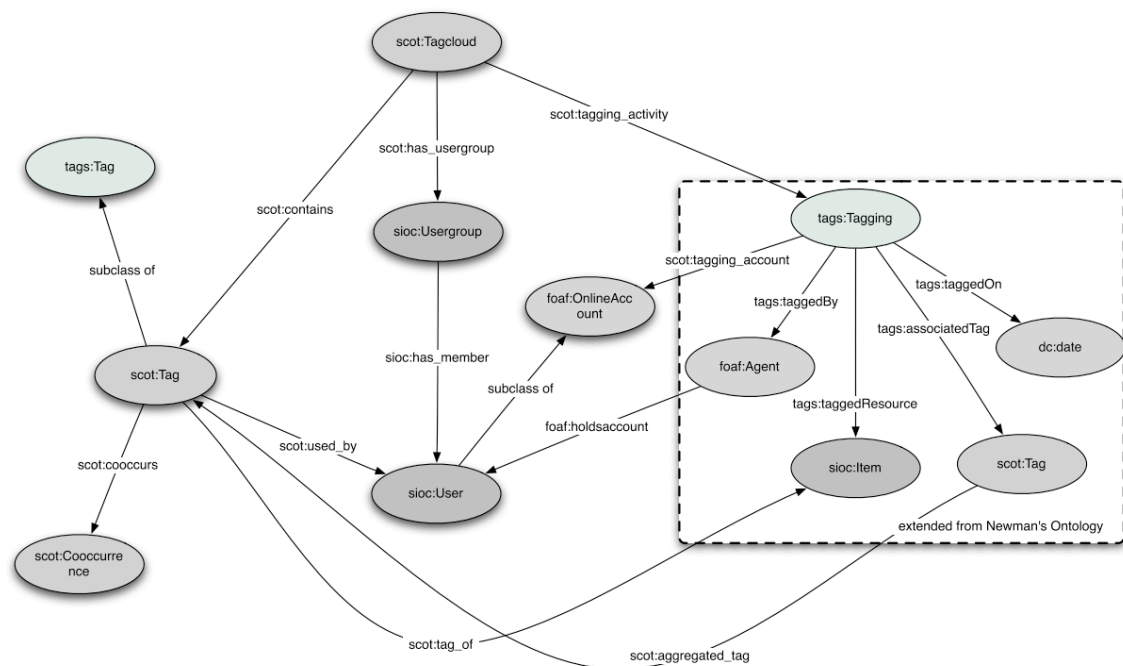 scot:Tagcloud
scot:tagging_activity
scot:has_usergroup
tags:Tag
scot:contains
tags:Tagging
sioc:Usergroup
scot:tagging_account
subclass of
tags:taggedOn
foaf:OnlineAcc
ount
tags:taggedBy
tags:associatedTag
dc:date
sioc:has_member
foaf:Agent
scot:Tag
subclass of
tags:taggedResource
foaf:holdsaccount
scot:used_by
scot:cooccurs
sioc:Item
scot:Tag
sioc:User
extended from Newman's Ontology
scot:Cooccurre
nce
scot:tag_of
scot:aggregated_tag